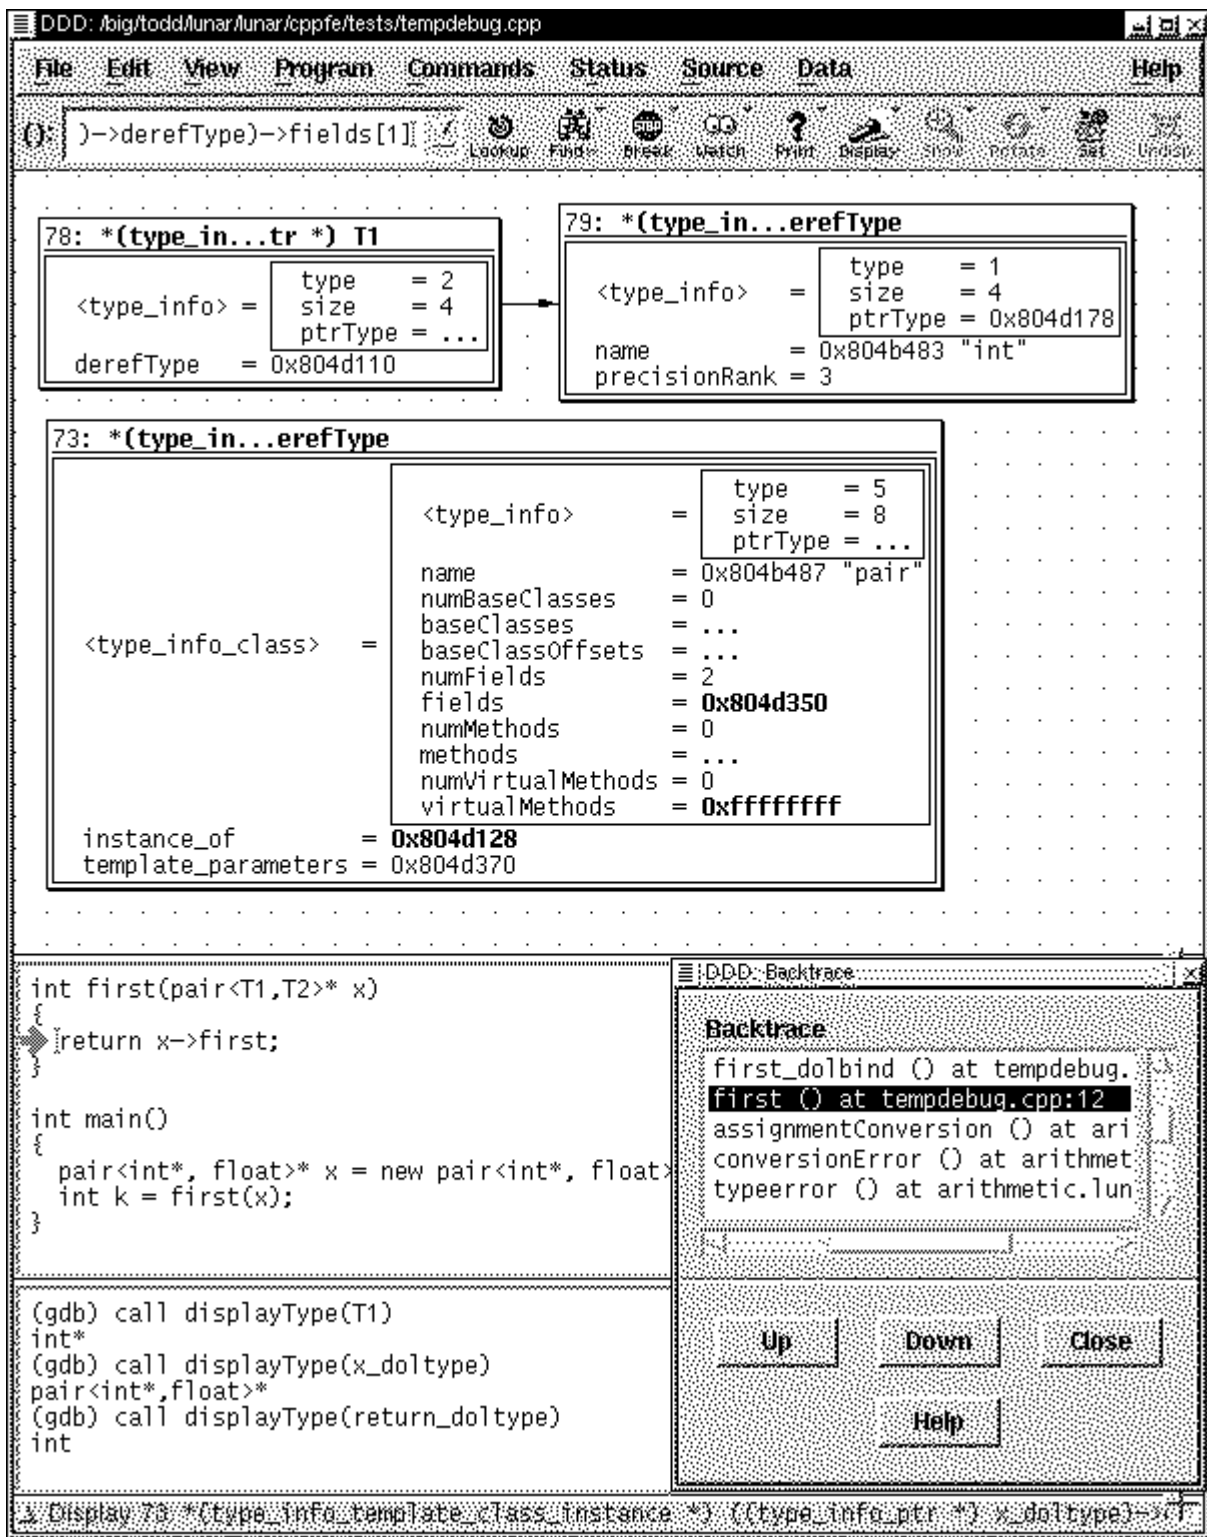 DDD: /big/todd/lunar/lunar/cppfe/tests/tempdebug.cpp
File Edit View Program Commands Status Source Data Help
(): )->derefType)->fields[1] Lookup Find>> Break Watch Print Display Show Rotate Set Undisp
78: *(type_in...tr *) T1
<type_info> =
type = 2
size = 4
ptrType = ...
derefType = 0x804d110
79: *(type_in...erefType
<type_info> =
type = 1
size = 4
ptrType = 0x804d178
name = 0x804b483 "int"
precisionRank = 3
73: *(type_in...erefType
<type_info_class> =
<type_info> =
type = 5
size = 8
ptrType = ...
name = 0x804b487 "pair"
numBaseClasses = 0
baseClasses = ...
baseClassOffsets = ...
numFields = 2
fields = 0x804d350
numMethods = 0
methods = ...
numVirtualMethods = 0
virtualMethods = 0xffffffff
instance_of = 0x804d128
template_parameters = 0x804d370
int first(pair<T1,T2>* x)
{
return x->first;
}
int main()
{
pair<int*, float>* x = new pair<int*, float>
int k = first(x);
}
(gdb) call displayType(T1)
int*
(gdb) call displayType(x_doltype)
pair<int*,float>*
(gdb) call displayType(return_doltype)
int
DDD: Backtrace
Backtrace
first_dolbind () at tempdebug.
first () at tempdebug.cpp:12
assignmentConversion () at ari
conversionError () at arithmet
typeerror () at arithmetic.lun
Up Down Close
Help
Display 73: *(type_info_template_class_instance *) ((type_info_ptr *) x_doltype)->